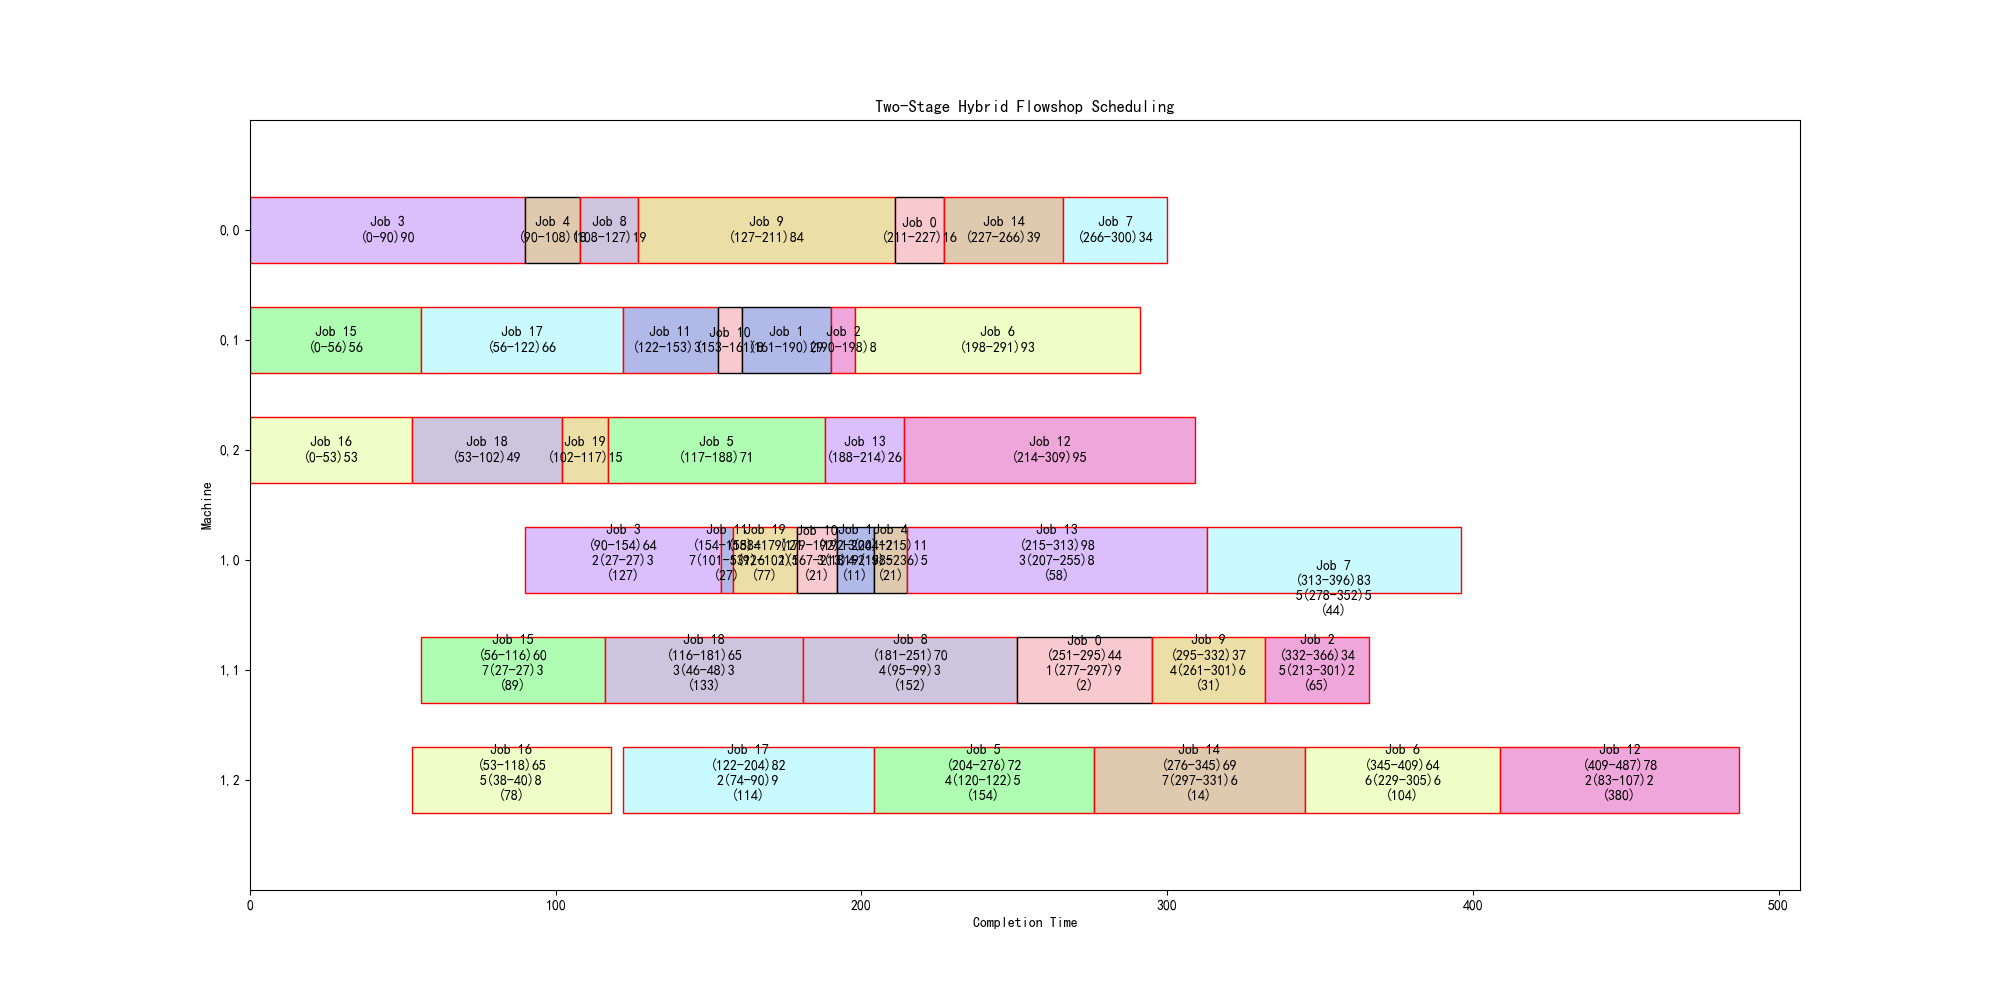 Two-Stage Hybrid Flowshop Scheduling
0,0
Job 3
(0-90)90
Job 4
(90-108)18
Job 8
(108-127)19
Job 9
(127-211)84
Job 0
(211-227)16
Job 14
(227-266)39
Job 7
(266-300)34
0,1
Job 15
(0-56)56
Job 17
(56-122)66
Job 11
(122-153)31
Job 10
(153-161)8
Job 1
(161-190)29
Job 2
(190-198)8
Job 6
(198-291)93
0,2
Job 16
(0-53)53
Job 18
(53-102)49
Job 19
(102-117)15
Job 5
(117-188)71
Job 13
(188-214)26
Job 12
(214-309)95
Machine
1,0
Job 3
(90-154)64
2(27-27)3
(127)
Job 11
(27)
Job 19
(77)
Job 10
(21)
Job 1
(11)
Job 4
(204-215)11
(21)
Job 13
(215-313)98
3(207-255)8
(58)
Job 7
(313-396)83
5(278-352)5
(44)
1,1
Job 15
(56-116)60
7(27-27)3
(89)
Job 18
(116-181)65
3(46-48)3
(133)
Job 8
(181-251)70
4(95-99)3
(152)
Job 0
(251-295)44
1(277-297)9
(2)
Job 9
(295-332)37
4(261-301)6
(31)
Job 2
(332-366)34
5(213-301)2
(65)
1,2
Job 16
(53-118)65
5(38-40)8
(78)
Job 17
(122-204)82
2(74-90)9
(114)
Job 5
(204-276)72
4(120-122)5
(154)
Job 14
(276-345)69
7(297-331)6
(14)
Job 6
(345-409)64
6(229-305)6
(104)
Job 12
(409-487)78
2(83-107)2
(380)
0
100
200
300
400
500
Completion Time